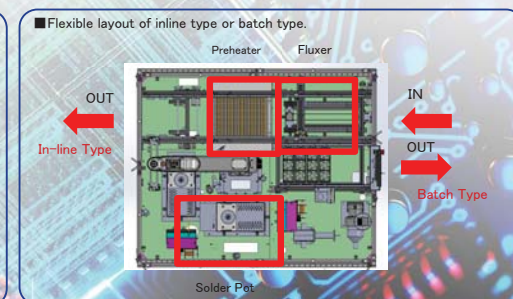 ■Flexible layout of inline type or batch type.
Preheater Fluxer
OUT IN
In-line Type OUT
Batch Type
Solder Pot